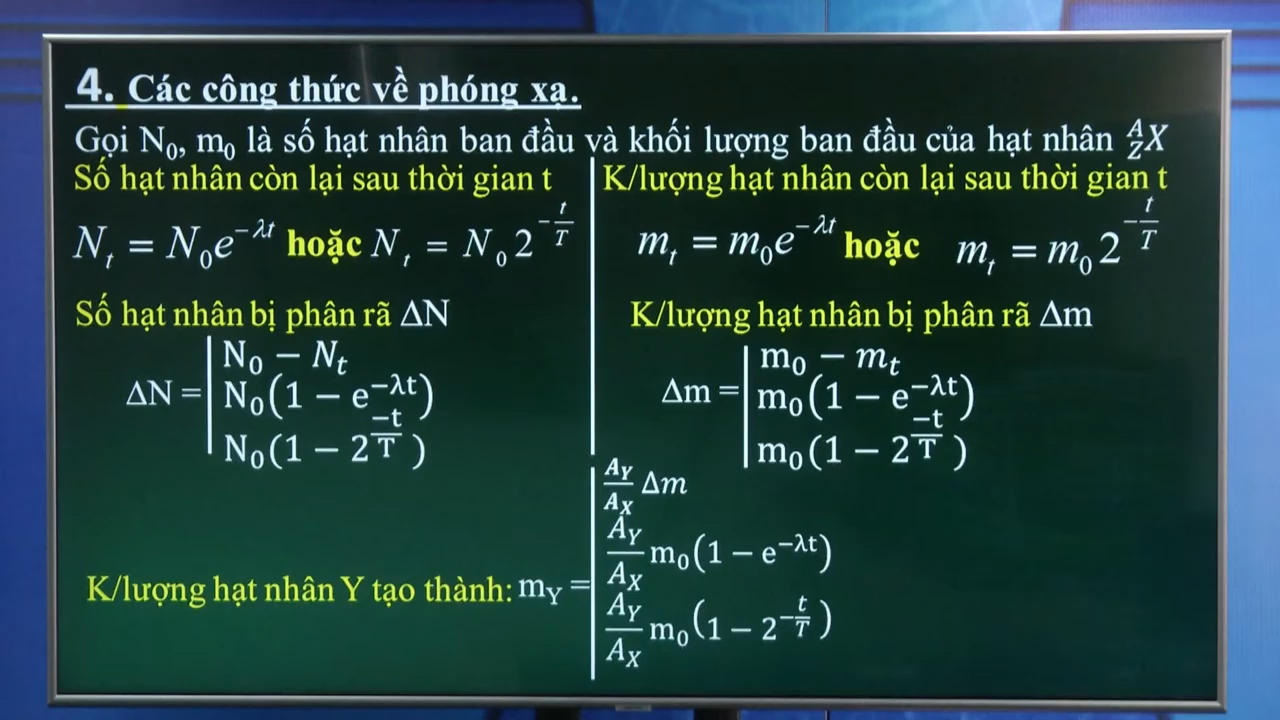 4. Các công thức về phóng xạ.
Gọi N₀, m₀ là số hạt nhân ban đầu và khối lượng ban đầu của hạt nhân ᴬ_Z X
Số hạt nhân còn lại sau thời gian t
N_t = N₀e^(−λt) hoặc N_t = N₀ 2^(−t/T)
Số hạt nhân bị phân rã ΔN
ΔN = | N₀ − N_t
N₀(1 − e^(−λt))
N₀(1 − 2^(−t/T))
K/lượng hạt nhân còn lại sau thời gian t
m_t = m₀e^(−λt) hoặc m_t = m₀ 2^(−t/T)
K/lượng hạt nhân bị phân rã Δm
Δm = | m₀ − m_t
m₀(1 − e^(−λt))
m₀(1 − 2^(−t/T))
K/lượng hạt nhân Y tạo thành: m_Y = | A_Y/A_X Δm
A_Y/A_X m₀(1 − e^(−λt))
A_Y/A_X m₀(1 − 2^(−t/T))